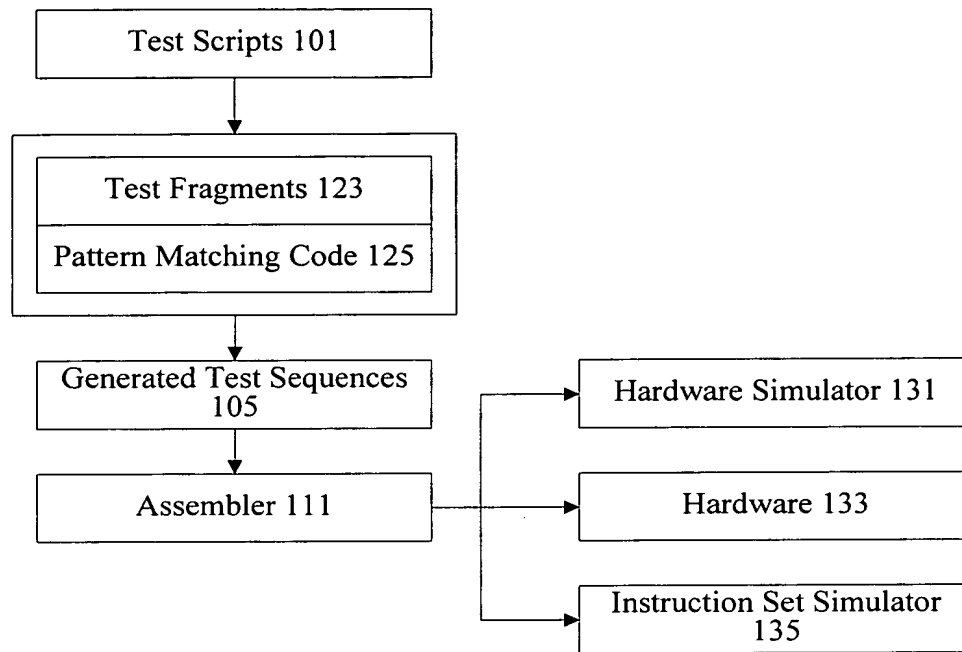 Test Scripts 101
Test Fragments 123
Pattern Matching Code 125
Generated Test Sequences
105
Assembler 111
Hardware Simulator 131
Hardware 133
Instruction Set Simulator
135